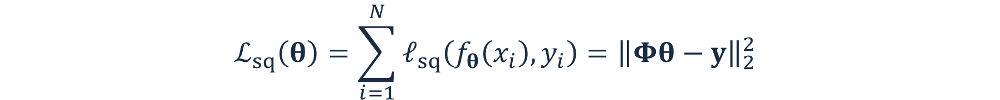 ℒ_sq(𝛉) = ∑_{i=1}^{N} ℓ_sq(f_𝛉(x_i), y_i) = ‖𝚽𝛉 − 𝐲‖_2^2